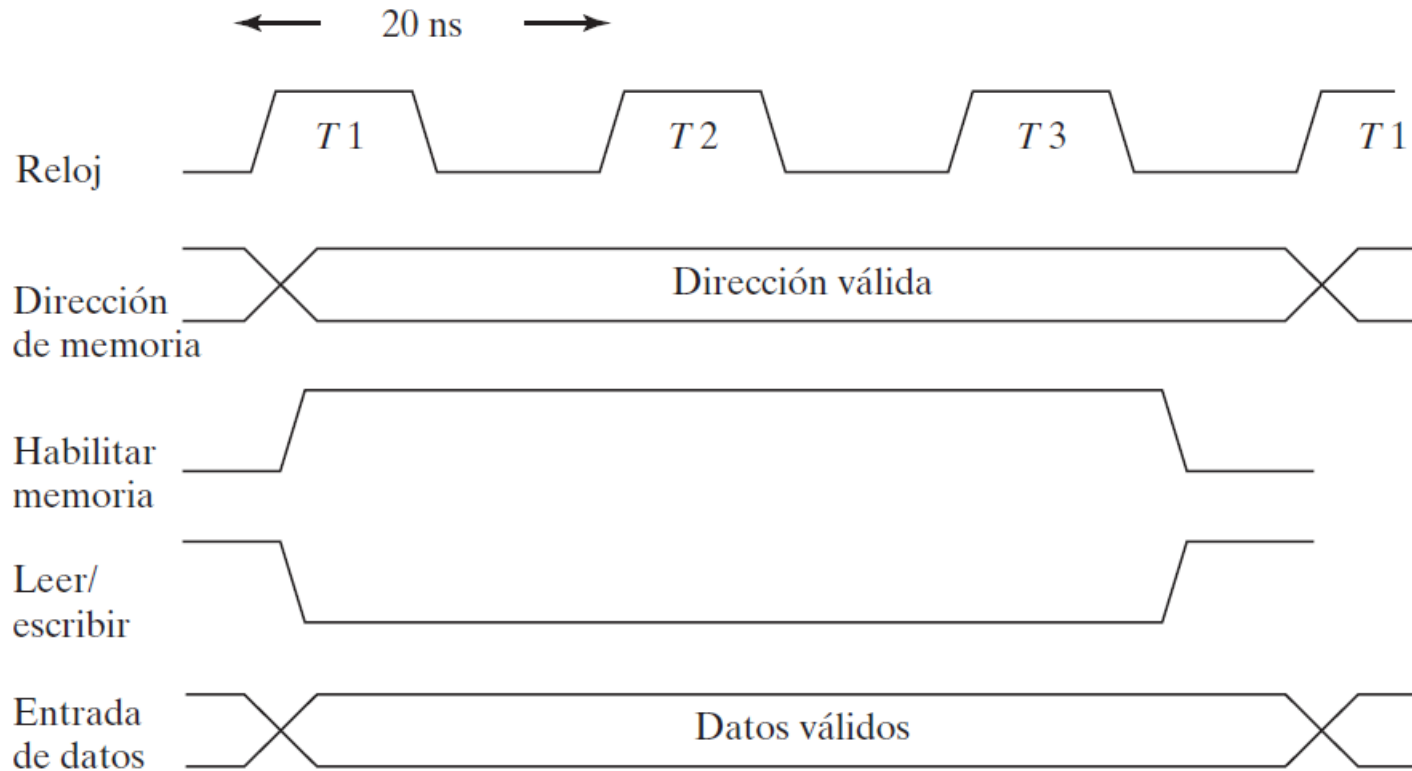 20 ns
T 1
T 2
T 3
T 1
Reloj
Dirección válida
Dirección
de memoria
Habilitar
memoria
Leer/
escribir
Datos válidos
Entrada
de datos